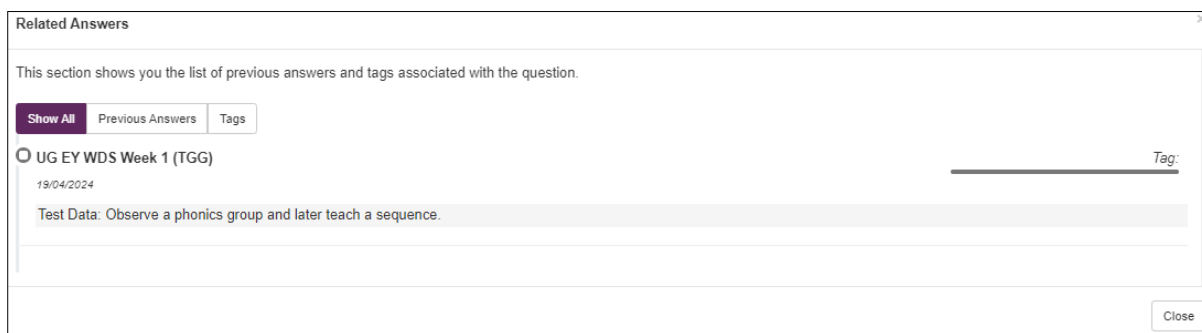 Related Answers
This section shows you the list of previous answers and tags associated with the question.
Show All Previous Answers Tags
UG EY WDS Week 1 (TGG) Tag:
19/04/2024
Test Data: Observe a phonics group and later teach a sequence.
Close